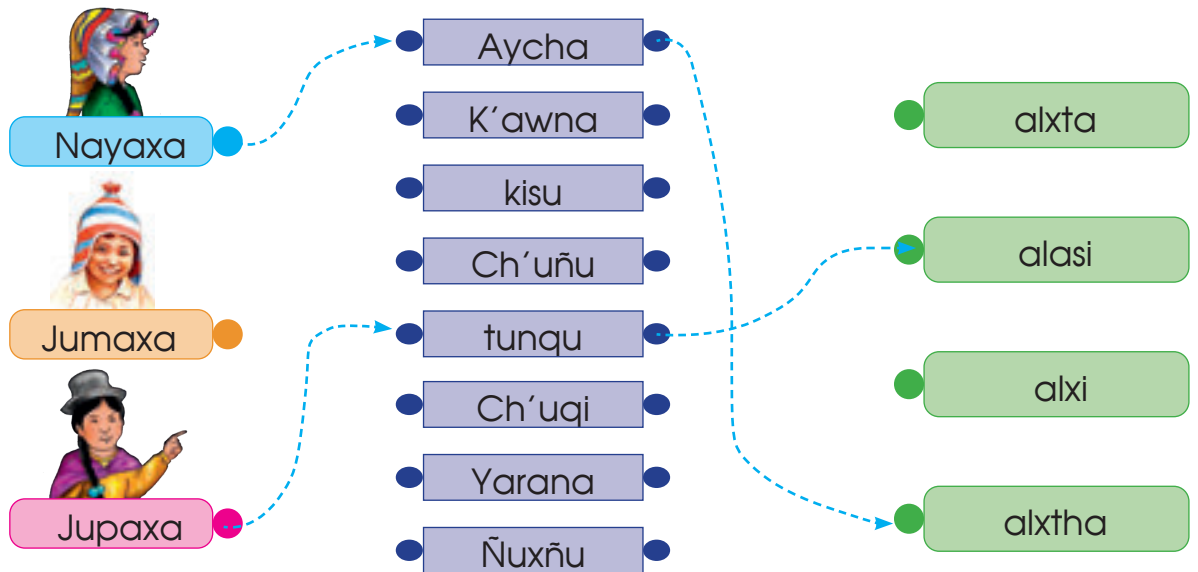 Nayaxa
Jumaxa
Jupaxa
Aycha
K´awna
kisu
Ch´uñu
tunqu
Ch´uqi
Yarana
Ñuxñu
alxta
alasi
alxi
alxtha